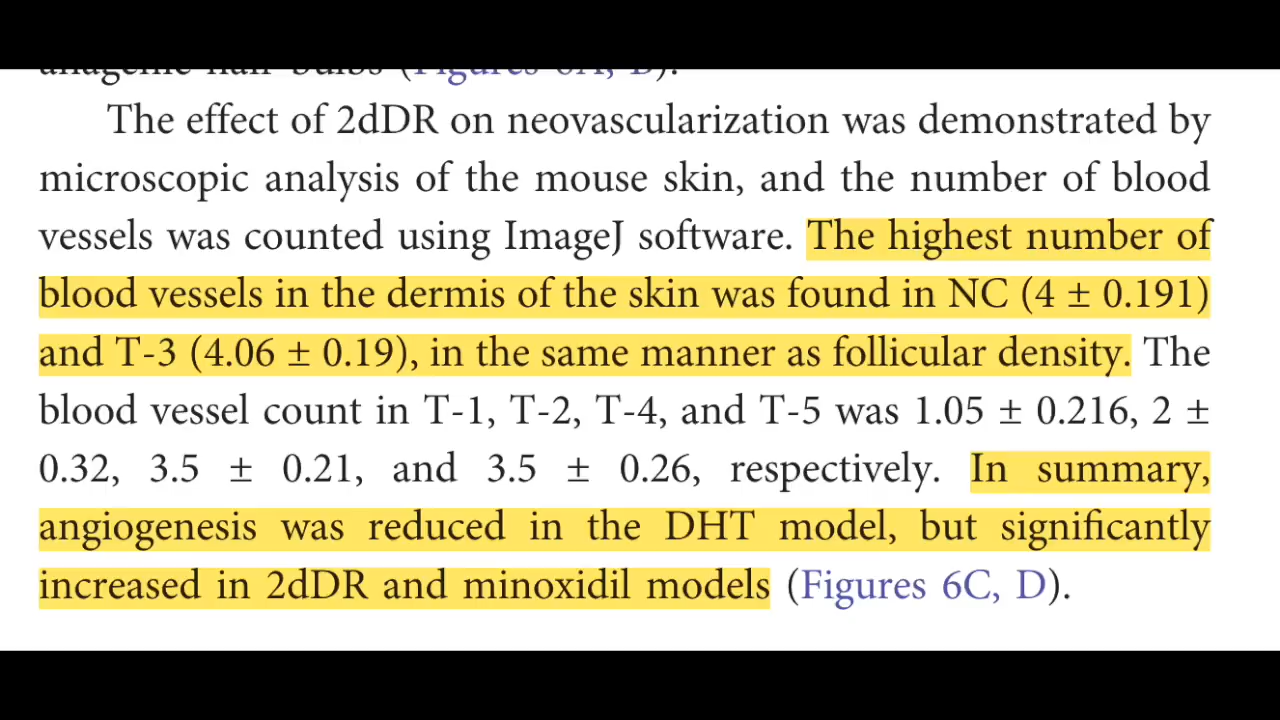 The effect of 2dDR on neovascularization was demonstrated by
microscopic analysis of the mouse skin, and the number of blood
vessels was counted using ImageJ software. The highest number of
blood vessels in the dermis of the skin was found in NC (4 ± 0.191)
and T-3 (4.06 ± 0.19), in the same manner as follicular density. The
blood vessel count in T-1, T-2, T-4, and T-5 was 1.05 ± 0.216, 2 ±
0.32, 3.5 ± 0.21, and 3.5 ± 0.26, respectively. In summary,
angiogenesis was reduced in the DHT model, but significantly
increased in 2dDR and minoxidil models (Figures 6C, D).